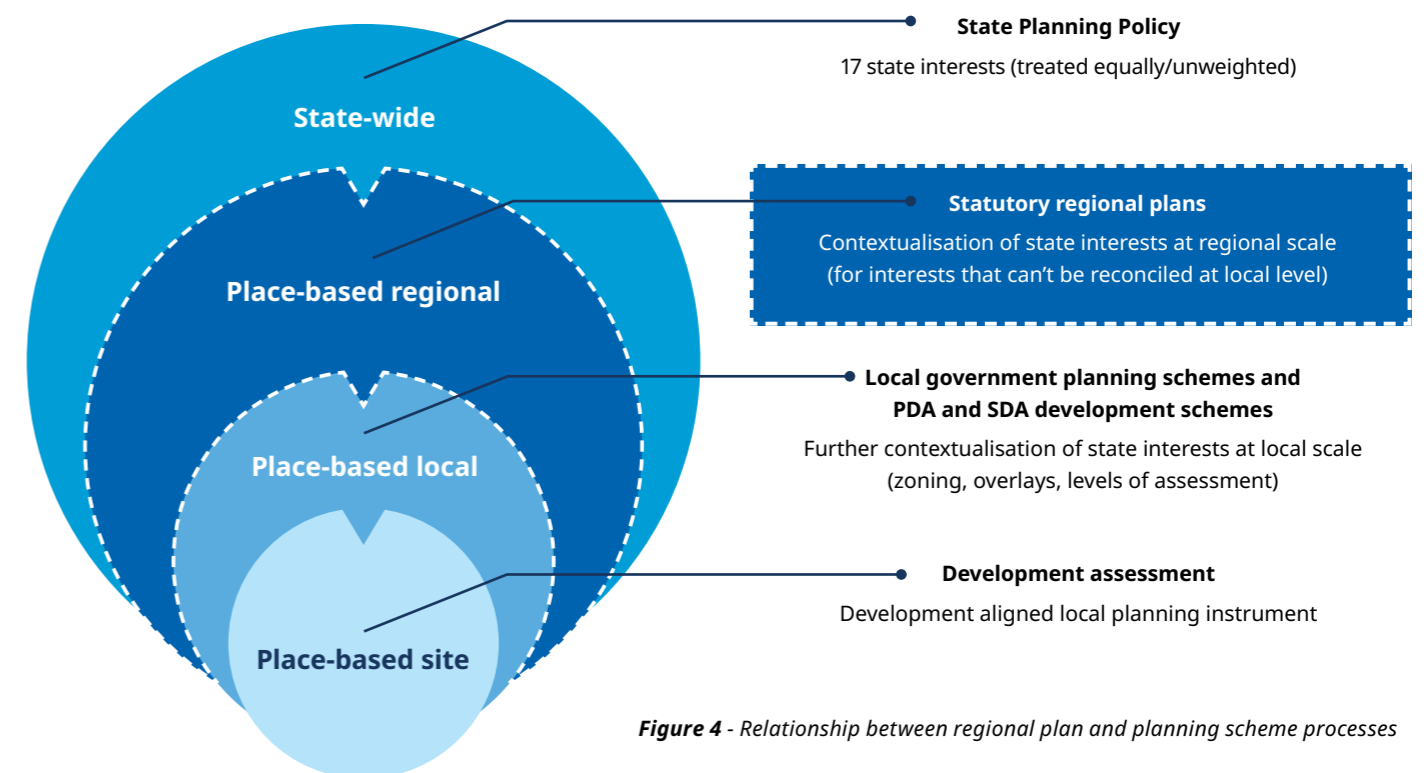 State Planning Policy
17 state interests (treated equally/unweighted)
State-wide
Statutory regional plans
Contextualisation of state interests at regional scale
(for interests that can’t be reconciled at local level)
Place-based regional
Local government planning schemes and
PDA and SDA development schemes
Further contextualisation of state interests at local scale
(zoning, overlays, levels of assessment)
Place-based local
Development assessment
Development aligned local planning instrument
Place-based site
Figure 4 - Relationship between regional plan and planning scheme processes